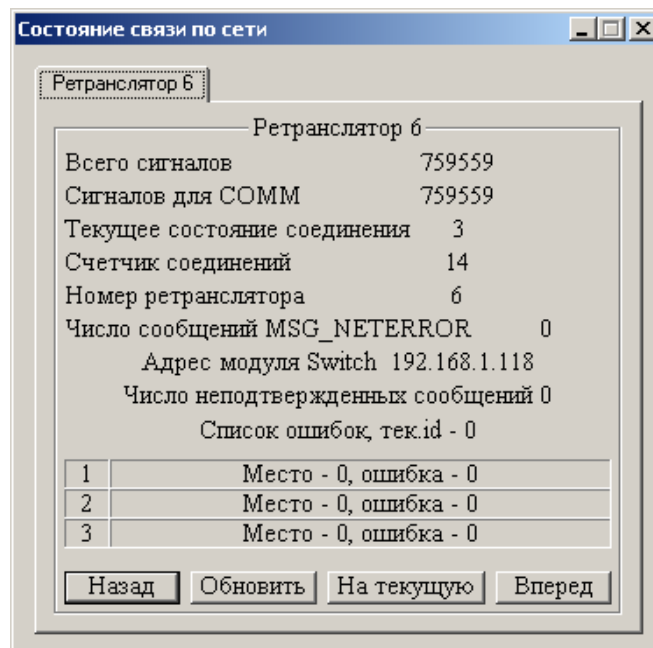 Состояние связи по сети
Ретранслятор 6
Ретранслятор 6
Всего сигналов 759559
Сигналов для COMM 759559
Текущее состояние соединения 3
Счетчик соединений 14
Номер ретранслятора 6
Число сообщений MSG_NETERROR 0
Адрес модуля Switch 192.168.1.118
Число неподтвержденных сообщений 0
Список ошибок, тек.id - 0
1 Место - 0, ошибка - 0
2 Место - 0, ошибка - 0
3 Место - 0, ошибка - 0
Назад Обновить На текущую Вперед